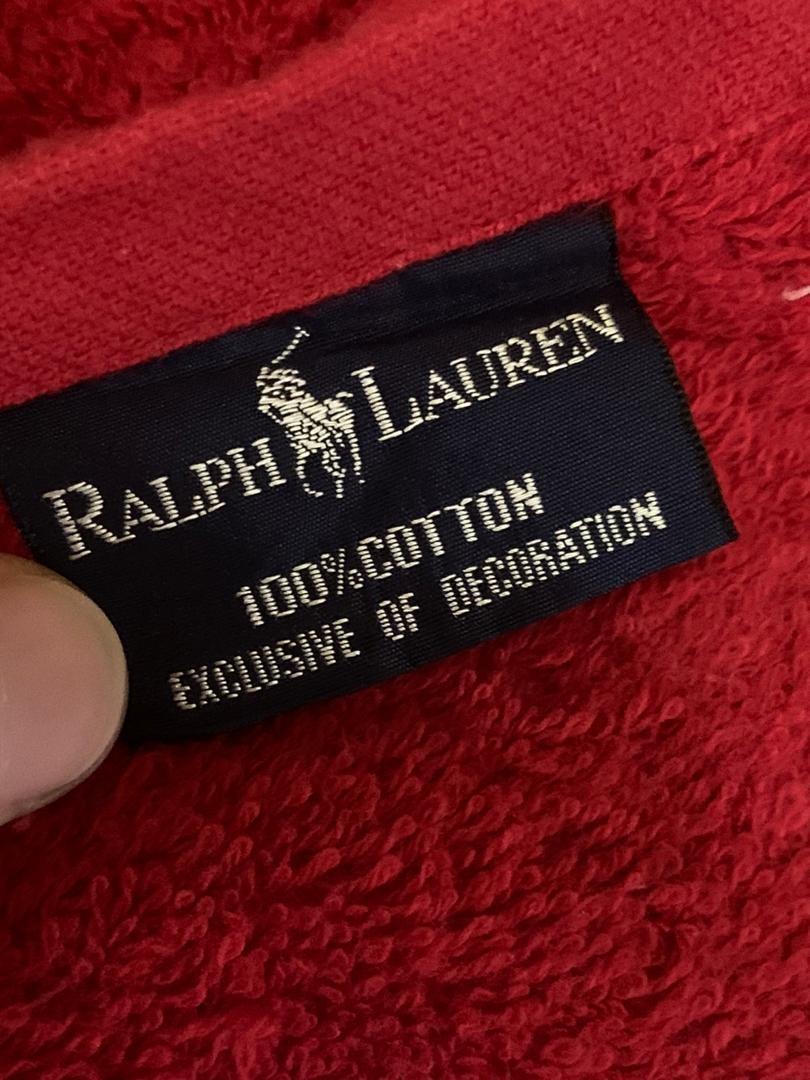 RALPH LAUREN
100%COTTON
EXCLUSIVE OF DECORATION